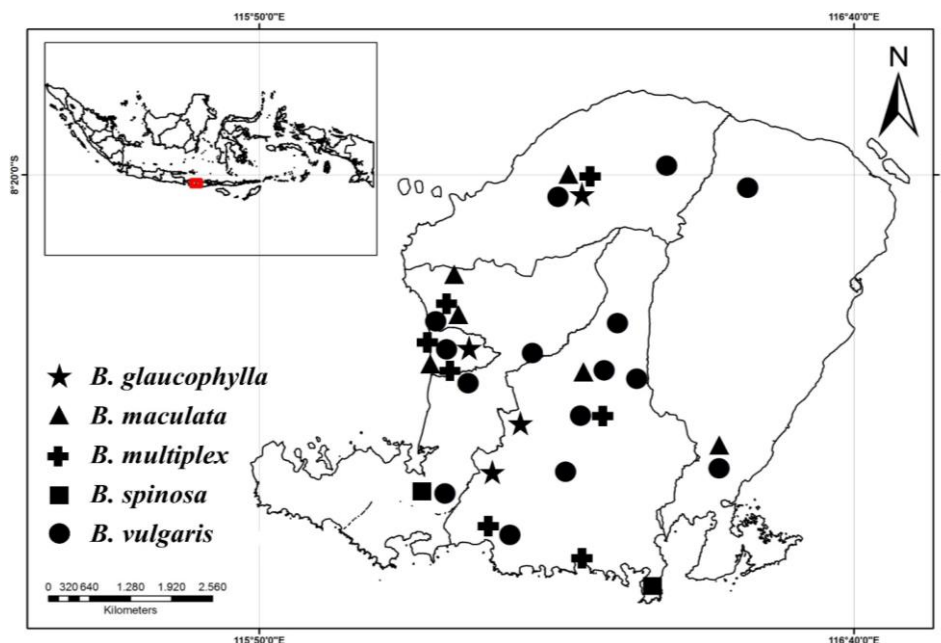 115°50'0"E 116°40'0"E
N
8°20'0"S
B. glaucophylla
B. maculata
B. multiplex
B. spinosa
B. vulgaris
0 320 640 1.280 1.920 2.560
Kilometers
115°50'0"E 116°40'0"E